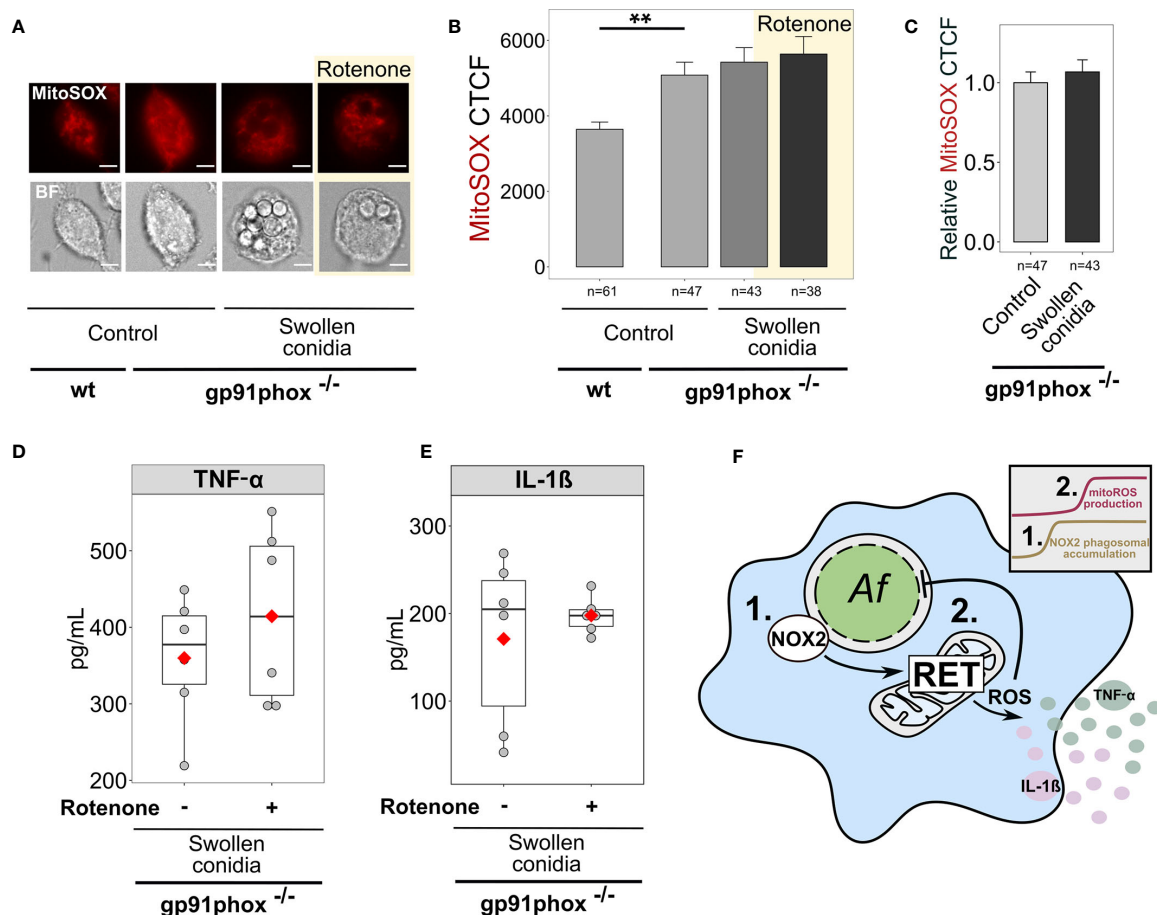 A
Rotenone
MitoSOX
BF
Control
Swollen
conidia
wt
gp91phox -/-
B
MitoSOX CTCF
6000
4000
2000
0
**
Rotenone
n=61
n=47
n=43
n=38
Control
Swollen
conidia
wt
gp91phox -/-
C
Relative MitoSOX CTCF
1.0
0.5
0.0
n=47
n=43
Control
Swollen
conidia
gp91phox -/-
D
TNF-α
pg/mL
500
400
300
200
Rotenone - +
Swollen
conidia
gp91phox -/-
E
IL-1ß
pg/mL
300
200
100
Rotenone - +
Swollen
conidia
gp91phox -/-
F
2.
mitoROS
production
1.
NOX2 phagosomal
accumulation
Af
1.
2.
NOX2
RET
ROS
TNF-α
IL-1ß